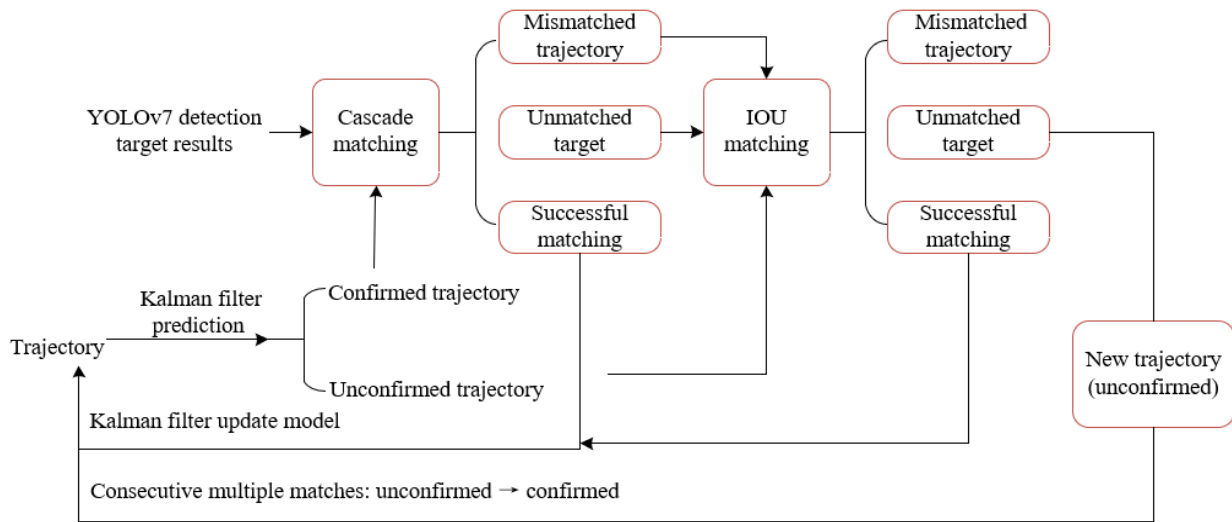 Mismatched
trajectory
Mismatched
trajectory
YOLOv7 detection
target results
Cascade
matching
Unmatched
target
IOU
matching
Unmatched
target
Successful
matching
Successful
matching
Kalman filter
prediction
Confirmed trajectory
Trajectory
Unconfirmed trajectory
New trajectory
(unconfirmed)
Kalman filter update model
Consecutive multiple matches: unconfirmed → confirmed